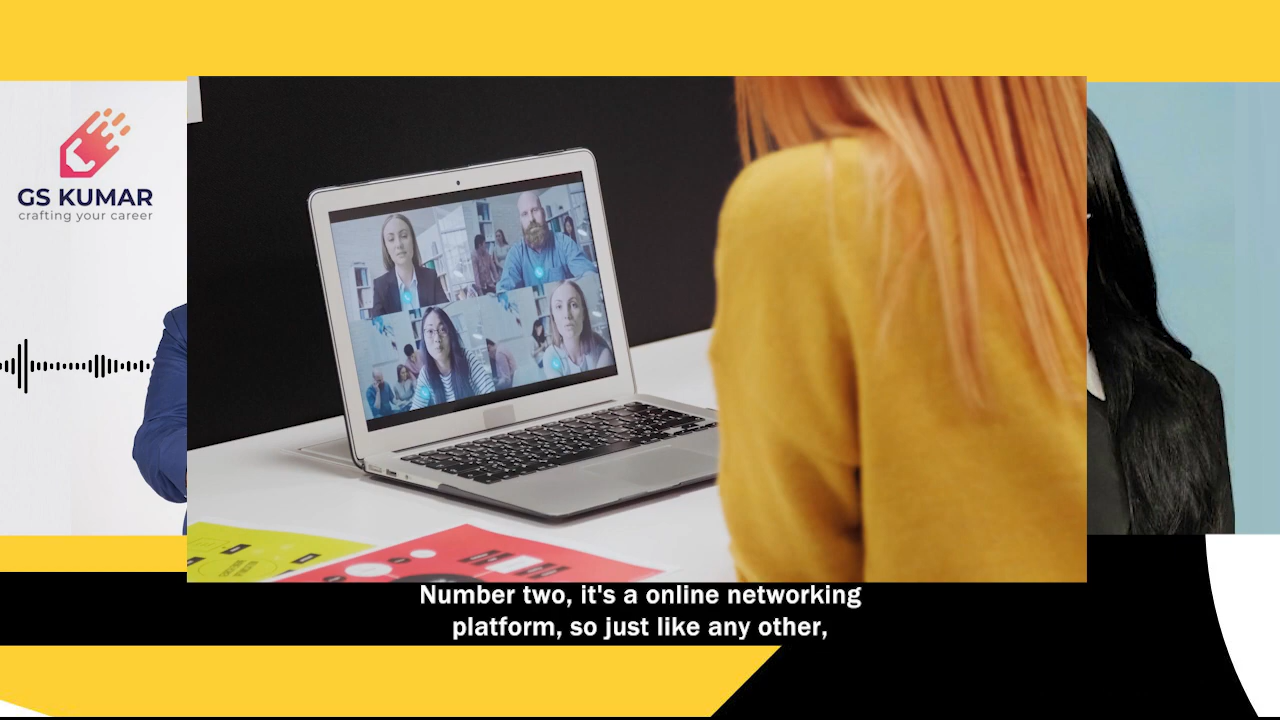 GS KUMAR
crafting your career
Number two, it's a online networking
platform, so just like any other,